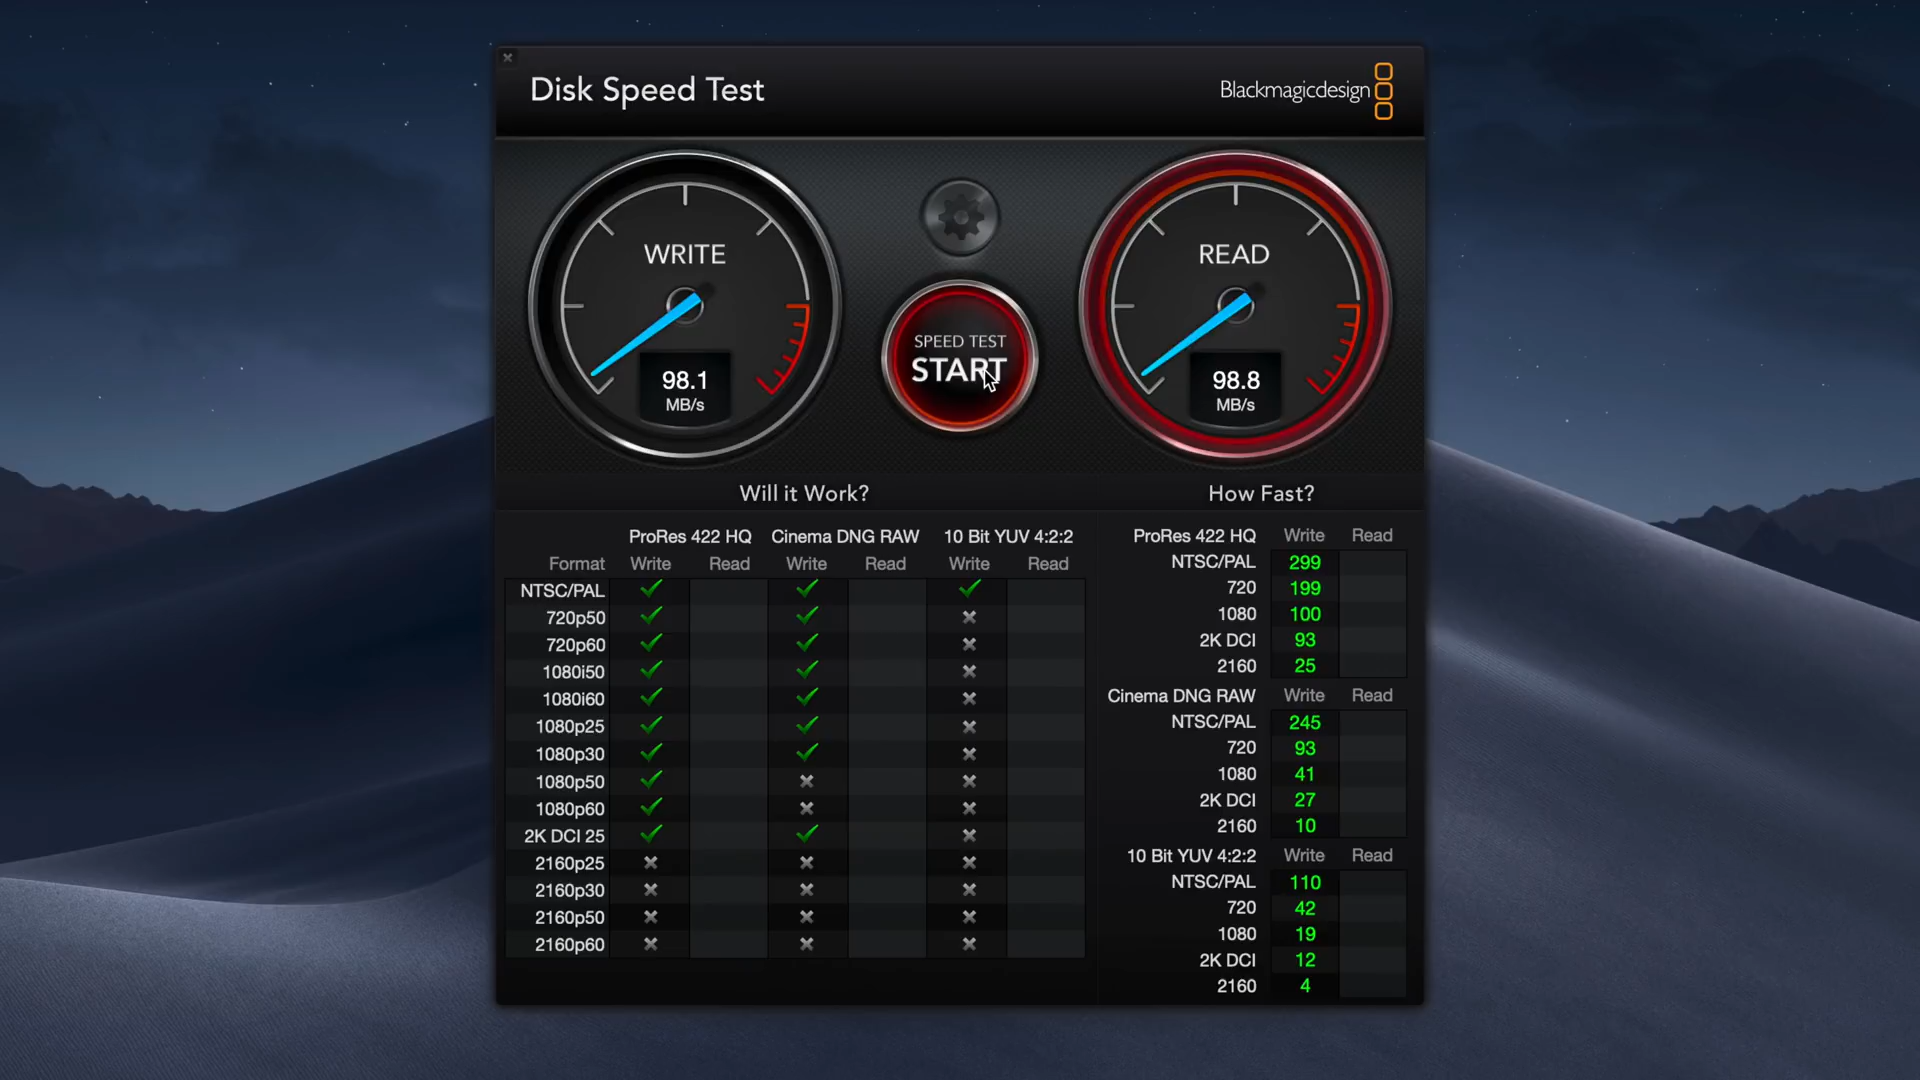 Disk Speed Test
Blackmagicdesign
WRITE
98.1
MB/s
SPEED TEST
START
READ
98.8
MB/s
Will it Work?
ProRes 422 HQ Cinema DNG RAW 10 Bit YUV 4:2:2
Format Write Read Write Read Write Read
NTSC/PAL
720p50
720p60
1080i50
1080i60
1080p25
1080p30
1080p50
1080p60
2K DCI 25
2160p25
2160p30
2160p50
2160p60
How Fast?
ProRes 422 HQ Write Read
NTSC/PAL 299
720 199
1080 100
2K DCI 93
2160 25
Cinema DNG RAW Write Read
NTSC/PAL 245
720 93
1080 41
2K DCI 27
2160 10
10 Bit YUV 4:2:2 Write Read
NTSC/PAL 110
720 42
1080 19
2K DCI 12
2160 4